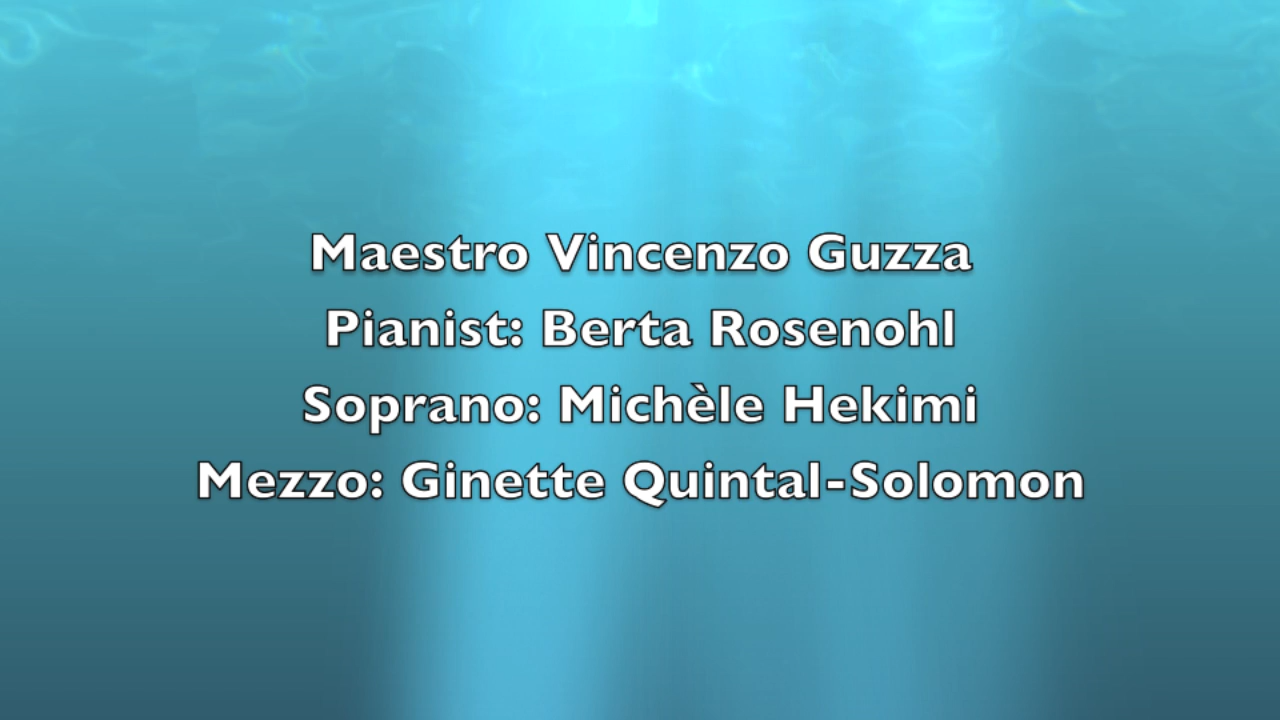 Maestro Vincenzo Guzza
Pianist: Berta Rosenohl
Soprano: Michèle Hekimi
Mezzo: Ginette Quintal-Solomon